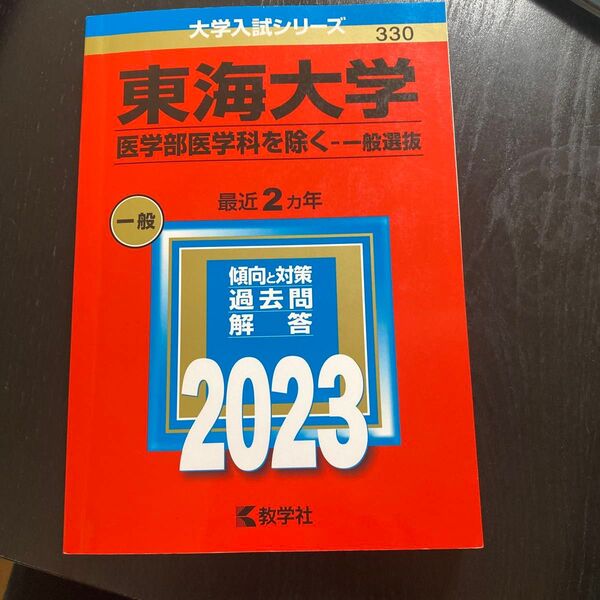 大学入試シリーズ
330
東海大学
医学部医学科を除く-一般選抜
最近2カ年
一般
傾向と対策
過去問
解答
2023
教学社